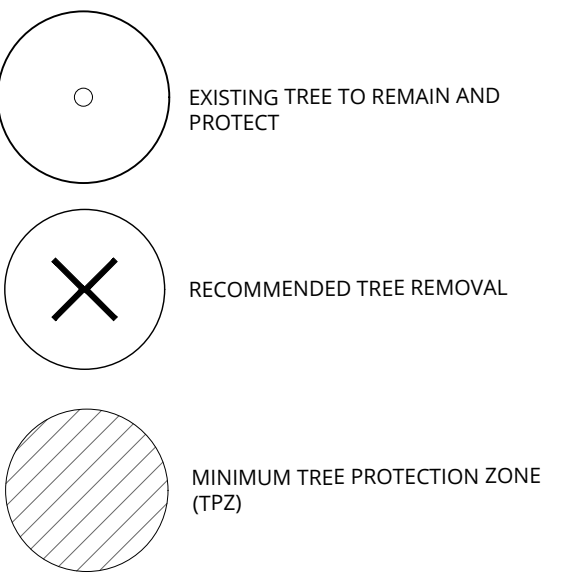 EXISTING TREE TO REMAIN AND
PROTECT
RECOMMENDED TREE REMOVAL
MINIMUM TREE PROTECTION ZONE
(TPZ)